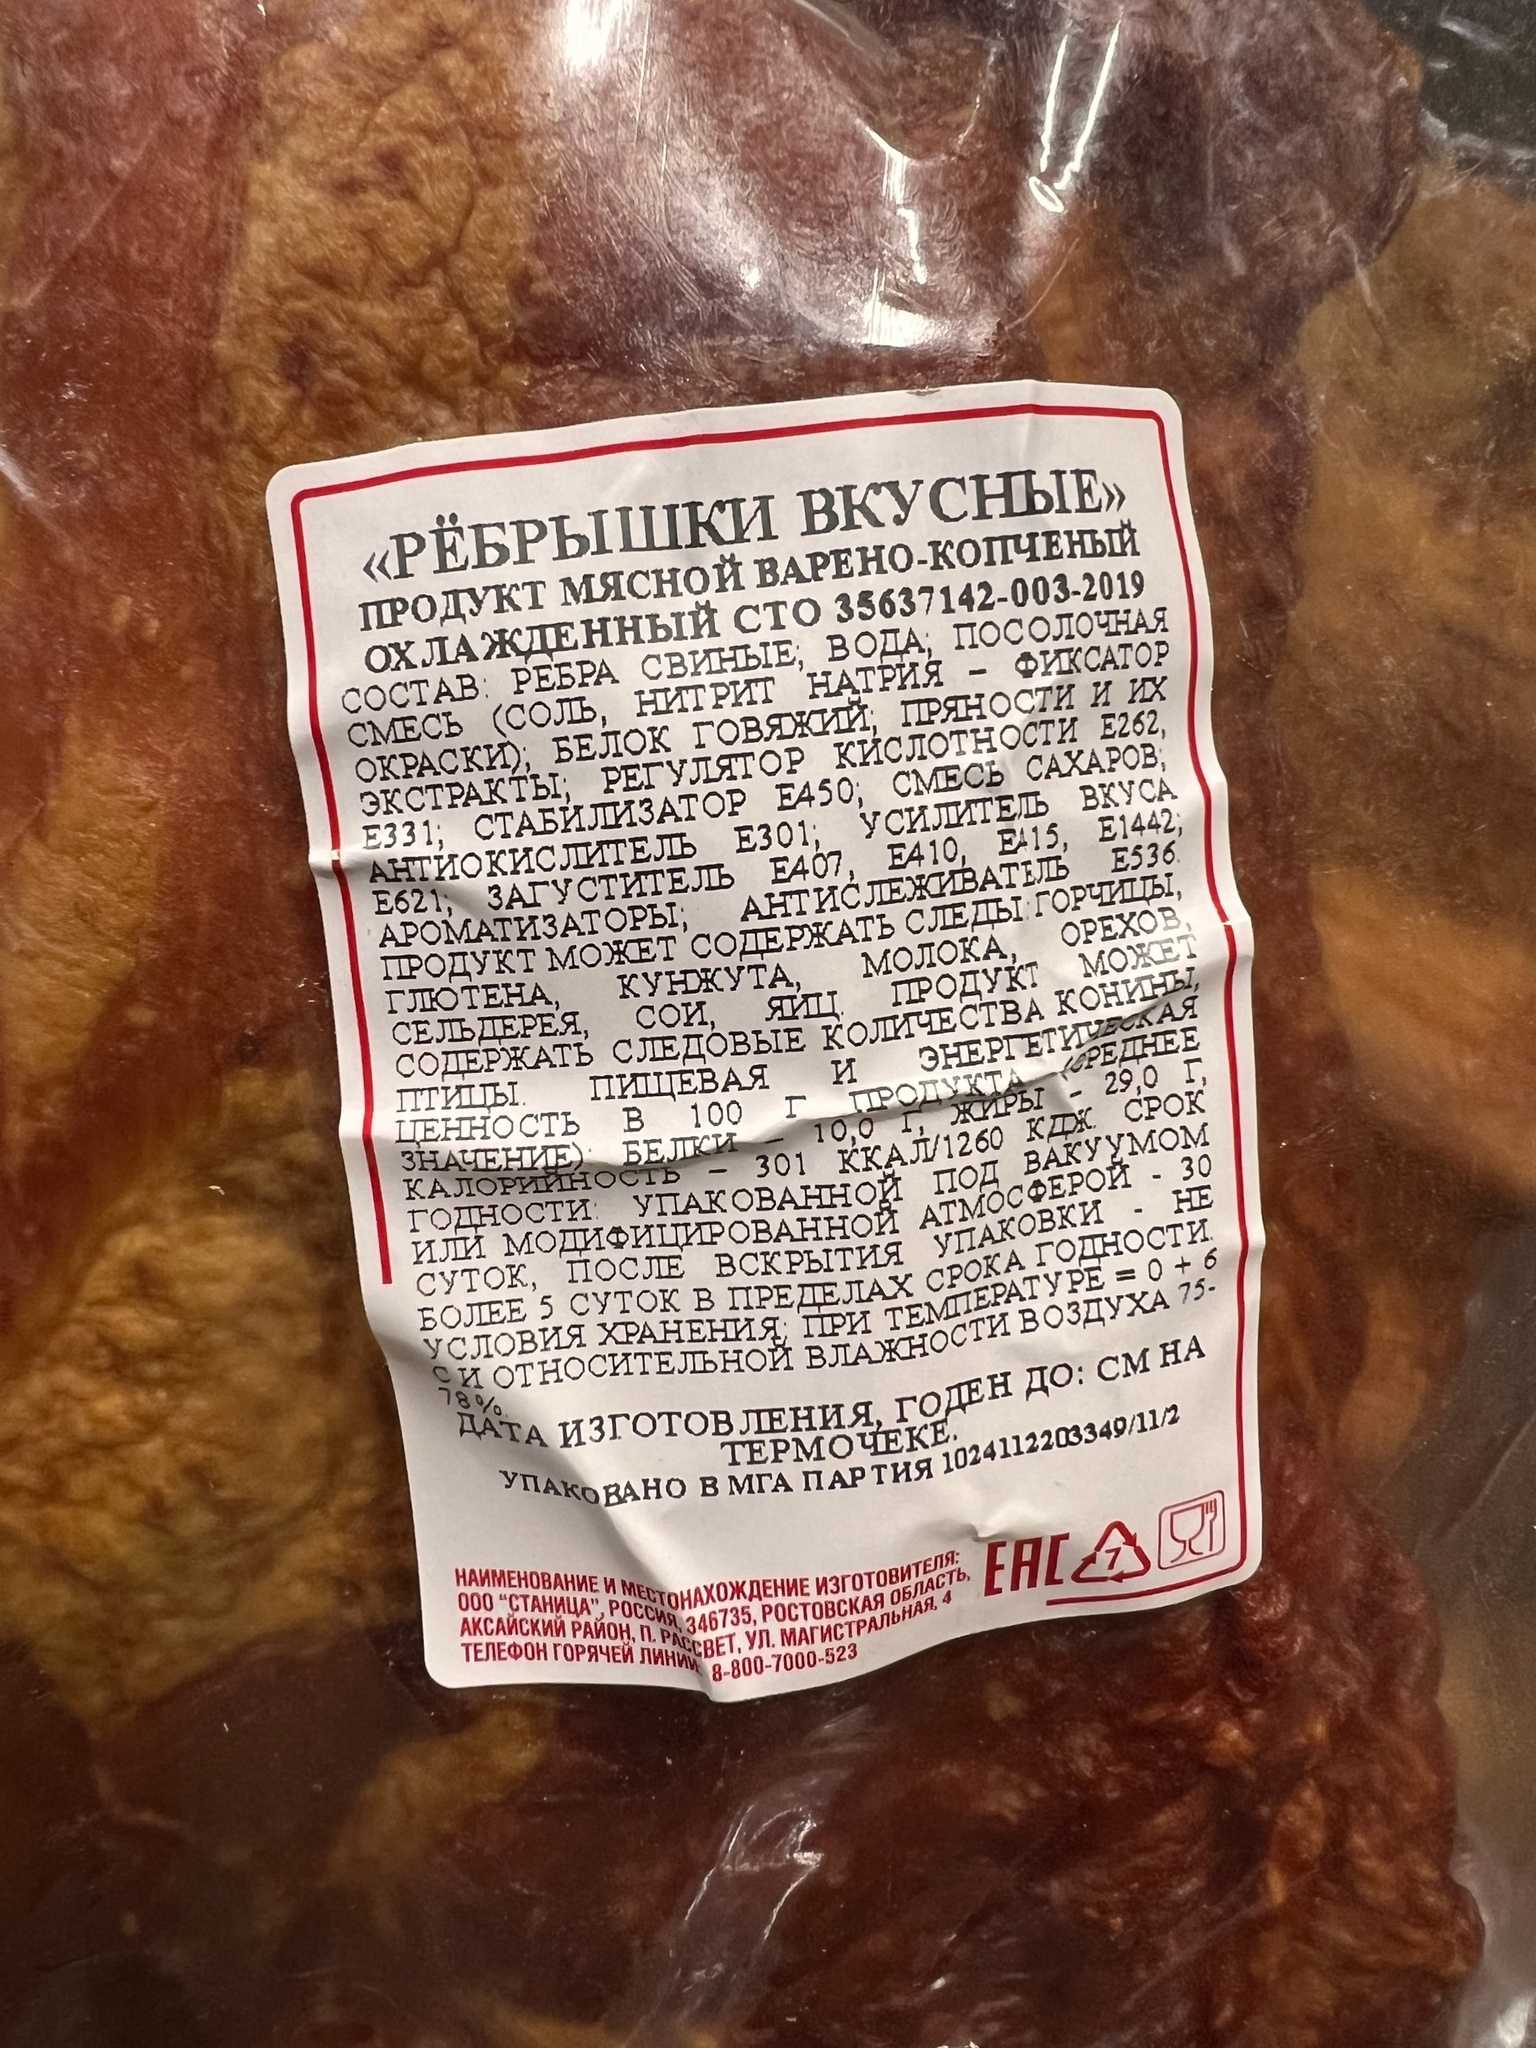 «РЁБРЫШКИ ВКУСНЫЕ»
ПРОДУКТ МЯСНОЙ ВАРЕНО-КОПЧЕНЫЙ
ОХЛАЖДЕННЫЙ СТО 35637142-003-2019
СОСТАВ: РЕБРА СВИНЫЕ; ВОДА; ПОСОЛОЧНАЯ
СМЕСЬ (СОЛЬ, НИТРИТ НАТРИЯ – ФИКСАТОР
ОКРАСКИ); БЕЛОК ГОВЯЖИЙ; ПРЯНОСТИ И ИХ
ЭКСТРАКТЫ; РЕГУЛЯТОР КИСЛОТНОСТИ Е262,
Е331; СТАБИЛИЗАТОР Е450; СМЕСЬ САХАРОВ;
АНТИОКИСЛИТЕЛЬ Е301; УСИЛИТЕЛЬ ВКУСА
Е621; ЗАГУСТИТЕЛЬ Е407, Е410, Е415, Е1442;
АРОМАТИЗАТОРЫ; АНТИСЛЕЖИВАТЕЛЬ Е536.
ПРОДУКТ МОЖЕТ СОДЕРЖАТЬ СЛЕДЫ ГОРЧИЦЫ,
ГЛЮТЕНА, КУНЖУТА, МОЛОКА, ОРЕХОВ,
СЕЛЬДЕРЕЯ, СОИ, ЯИЦ. ПРОДУКТ МОЖЕТ
СОДЕРЖАТЬ СЛЕДОВЫЕ КОЛИЧЕСТВА КОНИНЫ,
ПТИЦЫ. ПИЩЕВАЯ И ЭНЕРГЕТИЧЕСКАЯ
ЦЕННОСТЬ В 100 Г ПРОДУКТА (СРЕДНЕЕ
ЗНАЧЕНИЕ): БЕЛКИ – 10,0 Г, ЖИРЫ - 29,0 Г,
КАЛОРИЙНОСТЬ – 301 ККАЛ/1260 КДЖ. СРОК
ГОДНОСТИ: УПАКОВАННОЙ ПОД ВАКУУМОМ
ИЛИ МОДИФИЦИРОВАННОЙ АТМОСФЕРОЙ - 30
СУТОК, ПОСЛЕ ВСКРЫТИЯ УПАКОВКИ - НЕ
БОЛЕЕ 5 СУТОК В ПРЕДЕЛАХ СРОКА ГОДНОСТИ.
УСЛОВИЯ ХРАНЕНИЯ: ПРИ ТЕМПЕРАТУРЕ = 0 + 6
С И ОТНОСИТЕЛЬНОЙ ВЛАЖНОСТИ ВОЗДУХА 75-
78%.
ДАТА ИЗГОТОВЛЕНИЯ, ГОДЕН ДО: СМ НА
ТЕРМОЧЕКЕ.
УПАКОВАНО В МГА ПАРТИЯ 1024112203349/11/2
НАИМЕНОВАНИЕ И МЕСТОНАХОЖДЕНИЕ ИЗГОТОВИТЕЛЯ:
ООО "СТАНИЦА", РОССИЯ, 346735, РОСТОВСКАЯ ОБЛАСТЬ,
АКСАЙСКИЙ РАЙОН, П. РАССВЕТ, УЛ. МАГИСТРАЛЬНАЯ, 4
ТЕЛЕФОН ГОРЯЧЕЙ ЛИНИИ: 8-800-7000-523
ЕАС 7